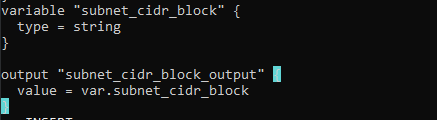 variable "subnet_cidr_block" {
  type = string
}

output "subnet_cidr_block_output" {
  value = var.subnet_cidr_block
}
-- INSERT --